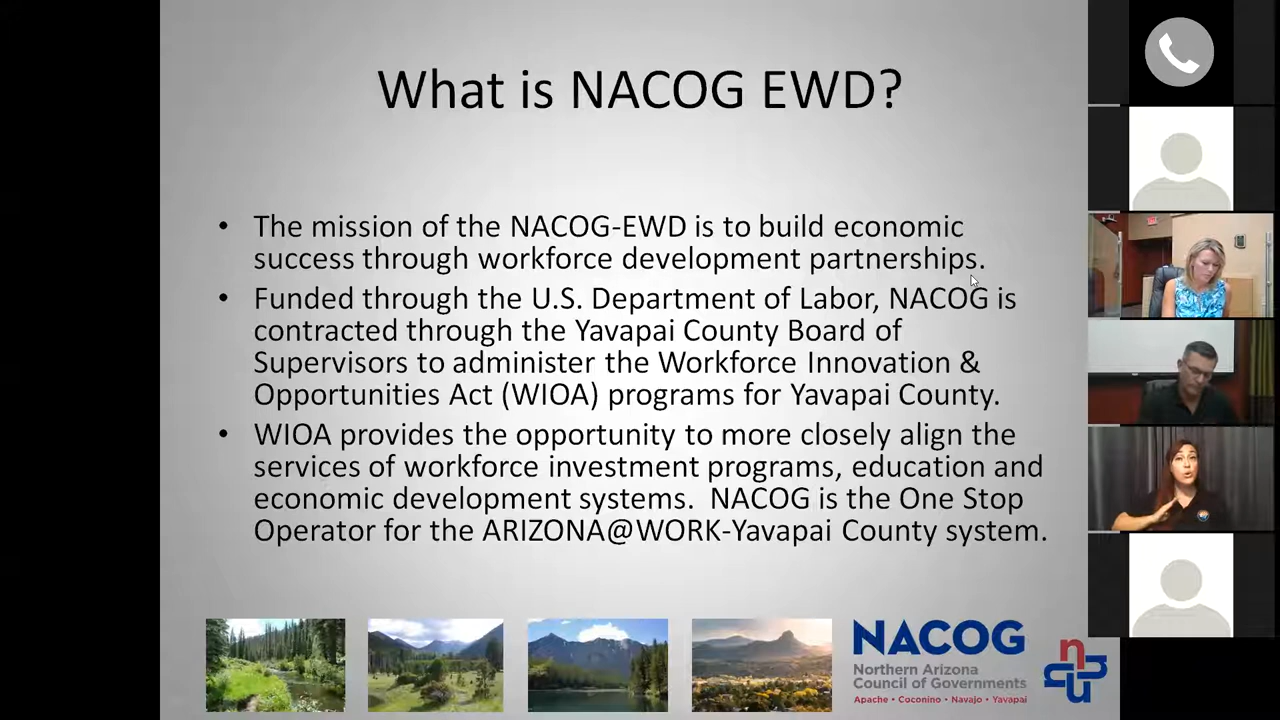 What is NACOG EWD?
• The mission of the NACOG-EWD is to build economic
success through workforce development partnerships.
• Funded through the U.S. Department of Labor, NACOG is
contracted through the Yavapai County Board of
Supervisors to administer the Workforce Innovation &
Opportunities Act (WIOA) programs for Yavapai County.
• WIOA provides the opportunity to more closely align the
services of workforce investment programs, education and
economic development systems.  NACOG is the One Stop
Operator for the ARIZONA@WORK-Yavapai County system.
NACOG
Northern Arizona
Council of Governments
Apache • Coconino • Navajo • Yavapai